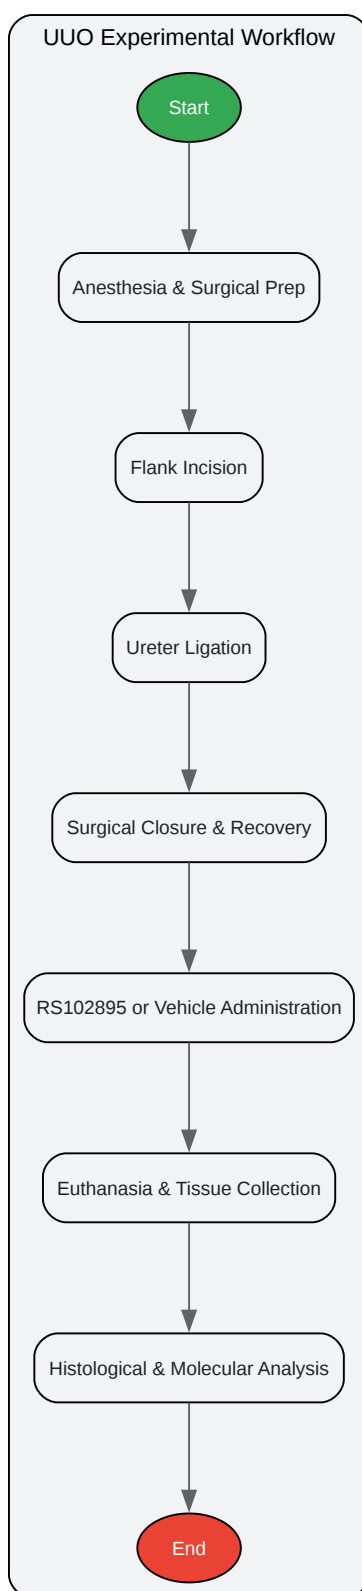 UUO Experimental Workflow
Start
Anesthesia & Surgical Prep
Flank Incision
Ureter Ligation
Surgical Closure & Recovery
RS102895 or Vehicle Administration
Euthanasia & Tissue Collection
Histological & Molecular Analysis
End